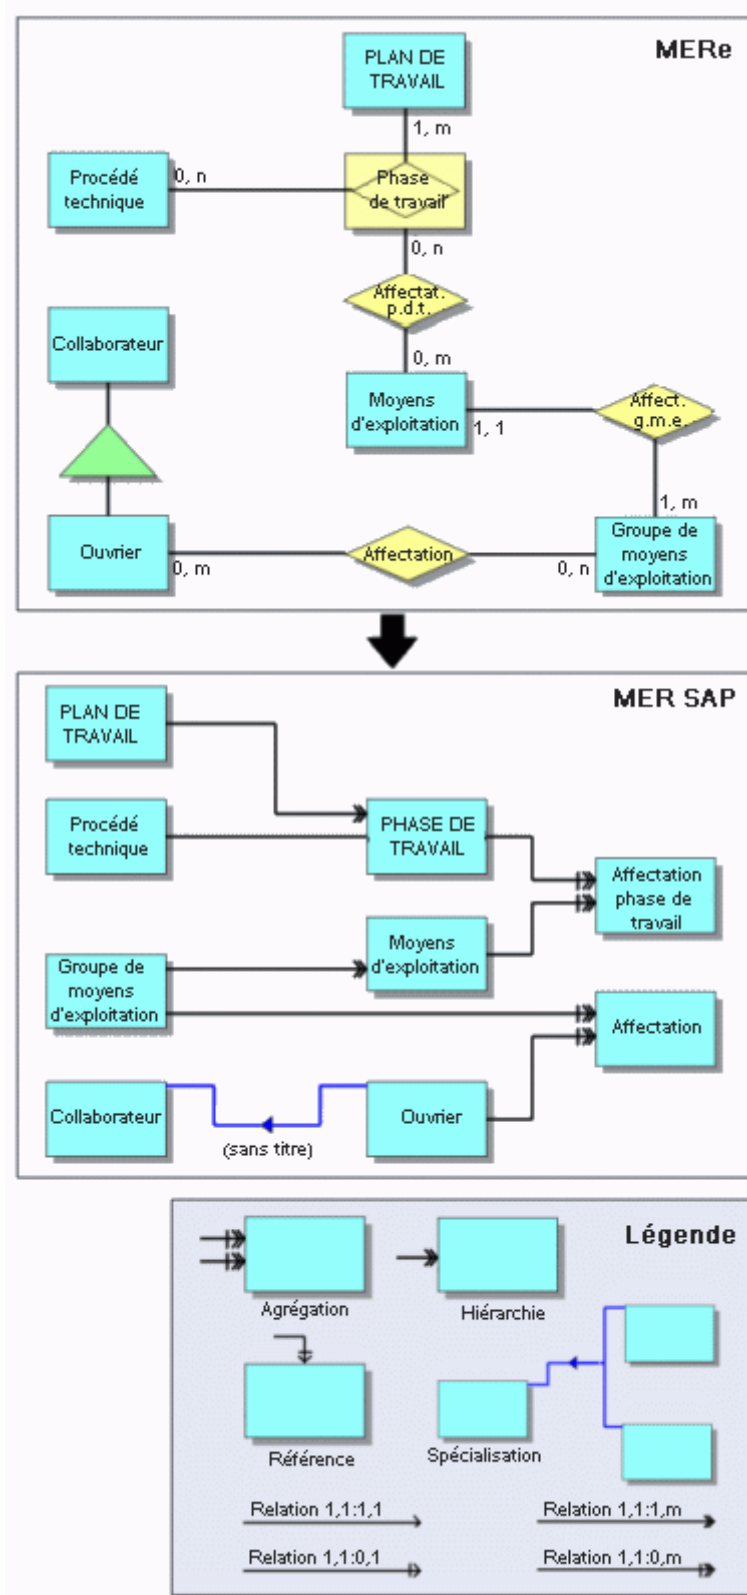 MERe
PLAN DE
TRAVAIL
1, m
Procédé
technique
0, n
Phase
de travail
0, n
Affectat.
p.d.t.
Collaborateur
0, m
Moyens
d'exploitation
1, 1
Affect.
g.m.e.
1, m
Ouvrier
0, m
Affectation
0, n
Groupe de
moyens
d'exploitation
MER SAP
PLAN DE
TRAVAIL
Procédé
technique
PHASE DE
TRAVAIL
Affectation
phase de
travail
Moyens
d'exploitation
Groupe de
moyens
d'exploitation
Affectation
Collaborateur
(sans titre)
Ouvrier
Légende
Agrégation
Hiérarchie
Référence
Spécialisation
Relation 1,1:1,1
Relation 1,1:1,m
Relation 1,1:0,1
Relation 1,1:0,m